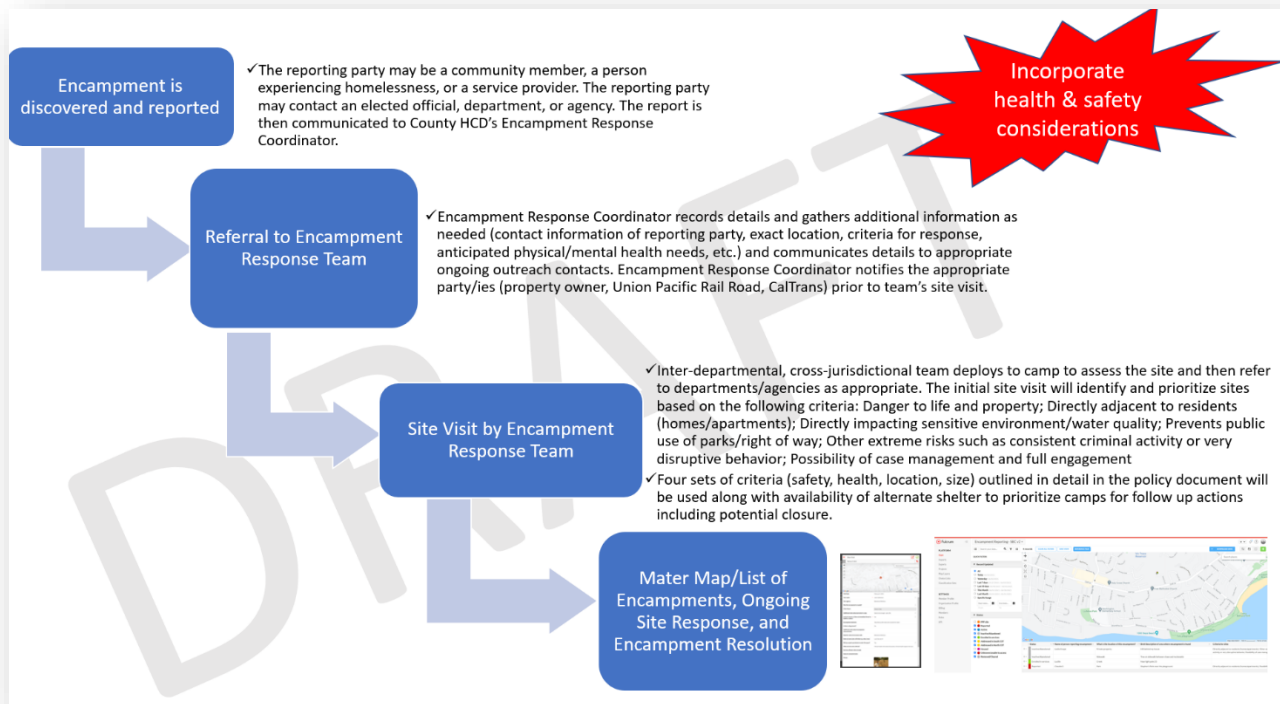 Encampment is
discovered and reported
✓The reporting party may be a community member, a person
experiencing homelessness, or a service provider. The reporting party
may contact an elected official, department, or agency. The report is
then communicated to County HCD's Encampment Response
Coordinator.
Incorporate
health & safety
considerations
Referral to Encampment
Response Team
✓Encampment Response Coordinator records details and gathers additional information as
needed (contact information of reporting party, exact location, criteria for response,
anticipated physical/mental health needs, etc.) and communicates details to appropriate
ongoing outreach contacts. Encampment Response Coordinator notifies the appropriate
party/ies (property owner, Union Pacific Rail Road, CalTrans) prior to team's site visit.
Site Visit by Encampment
Response Team
✓Inter-departmental, cross-jurisdictional team deploys to camp to assess the site and then refer
to departments/agencies as appropriate. The initial site visit will identify and prioritize sites
based on the following criteria: Danger to life and property; Directly adjacent to residents
(homes/apartments); Directly impacting sensitive environment/water quality; Prevents public
use of parks/right of way; Other extreme risks such as consistent criminal activity or very
disruptive behavior; Possibility of case management and full engagement
✓Four sets of criteria (safety, health, location, size) outlined in detail in the policy document will
be used along with availability of alternate shelter to prioritize camps for follow up actions
including potential closure.
Mater Map/List of
Encampments, Ongoing
Site Response, and
Encampment Resolution
DRAFT